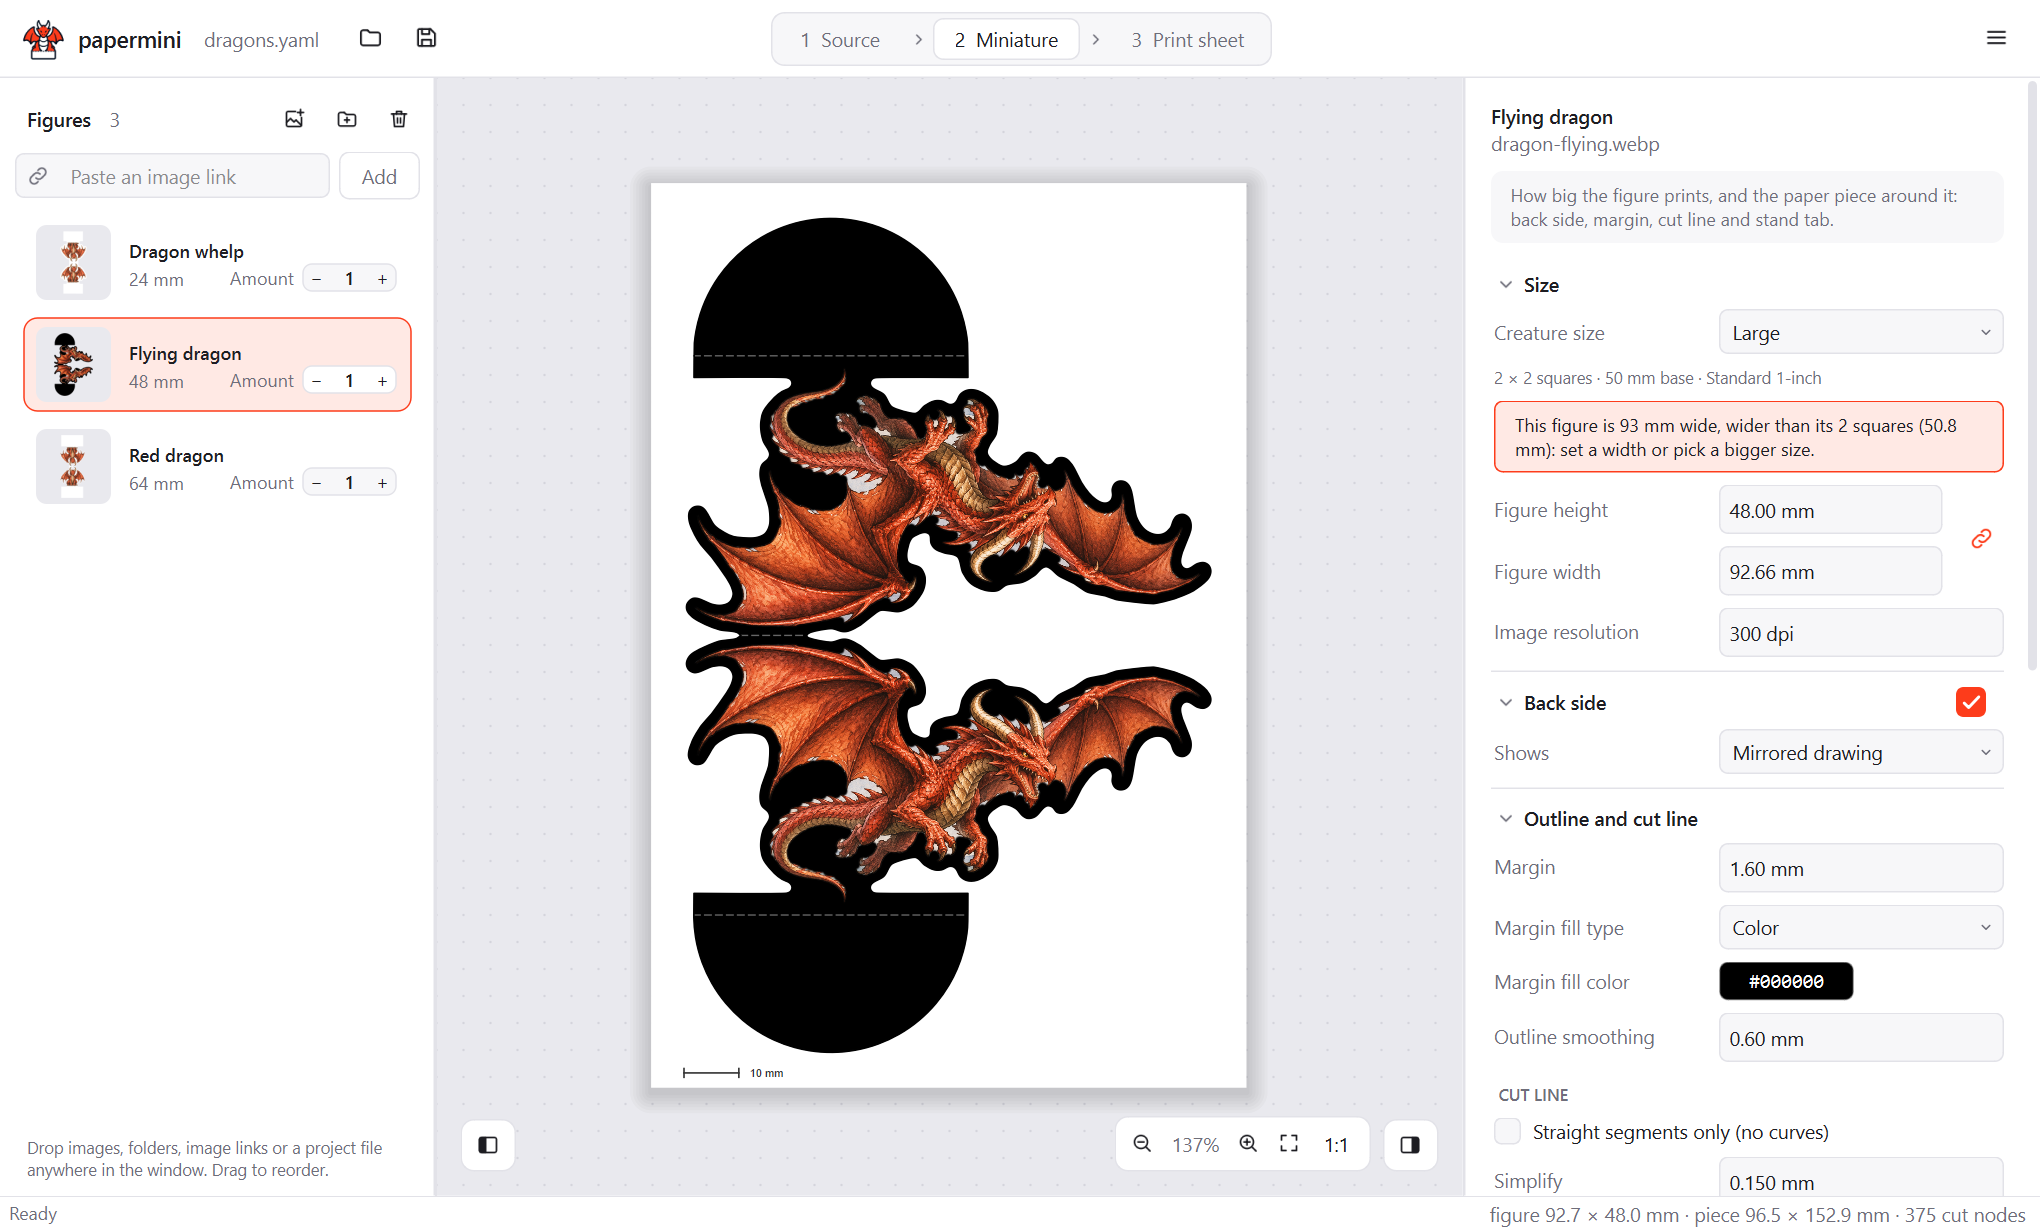 papermini
dragons.yaml
1 Source
2 Miniature
3 Print sheet
Figures 3
Paste an image link
Add
Dragon whelp
24 mm Amount − 1 +
Flying dragon
48 mm Amount − 1 +
Red dragon
64 mm Amount − 1 +
Drop images, folders, image links or a project file
anywhere in the window. Drag to reorder.
10 mm
137%
1:1
Flying dragon
dragon-flying.webp
How big the figure prints, and the paper piece around it:
back side, margin, cut line and stand tab.
Size
Creature size Large
2 × 2 squares · 50 mm base · Standard 1-inch
This figure is 93 mm wide, wider than its 2 squares (50.8
mm): set a width or pick a bigger size.
Figure height 48.00 mm
Figure width 92.66 mm
Image resolution 300 dpi
Back side
Shows Mirrored drawing
Outline and cut line
Margin 1.60 mm
Margin fill type Color
Margin fill color #000000
Outline smoothing 0.60 mm
CUT LINE
Straight segments only (no curves)
Simplify 0.150 mm
Ready
figure 92.7 × 48.0 mm · piece 96.5 × 152.9 mm · 375 cut nodes